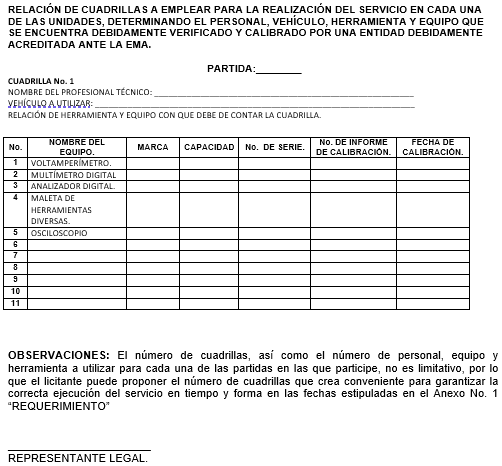 RELACIÓN DE CUADRILLAS A EMPLEAR PARA LA REALIZACIÓN DEL SERVICIO EN CADA UNA
DE LAS UNIDADES, DETERMINANDO EL PERSONAL, VEHÍCULO, HERRAMIENTA Y EQUIPO QUE
SE ENCUENTRA DEBIDAMENTE VERIFICADO Y CALIBRADO POR UNA ENTIDAD DEBIDAMENTE
ACREDITADA ANTE LA EMA.
PARTIDA:________
CUADRILLA No. 1
NOMBRE DEL PROFESIONAL TÉCNICO: ____________________
VEHÍCULO A UTILIZAR: ____________________
RELACIÓN DE HERRAMIENTA Y EQUIPO CON QUE DEBE DE CONTAR LA CUADRILLA.
No. NOMBRE DEL EQUIPO. MARCA CAPACIDAD No. DE SERIE. No. DE INFORME DE CALIBRACIÓN. FECHA DE CALIBRACIÓN.
1 VOLTAMPERÍMETRO.
2 MULTÍMETRO DIGITAL
3 ANALIZADOR DIGITAL.
4 MALETA DE
HERRAMIENTAS
DIVERSAS.
5 OSCILOSCOPIO
6
7
8
9
10
11
OBSERVACIONES: El número de cuadrillas, así como el número de personal, equipo y
herramienta a utilizar para cada una de las partidas en las que participe, no es limitativo, por lo
que el licitante puede proponer el número de cuadrillas que crea conveniente para garantizar la
correcta ejecución del servicio en tiempo y forma en las fechas estipuladas en el Anexo No. 1
"REQUERIMIENTO"
____________________
REPRESENTANTE LEGAL.